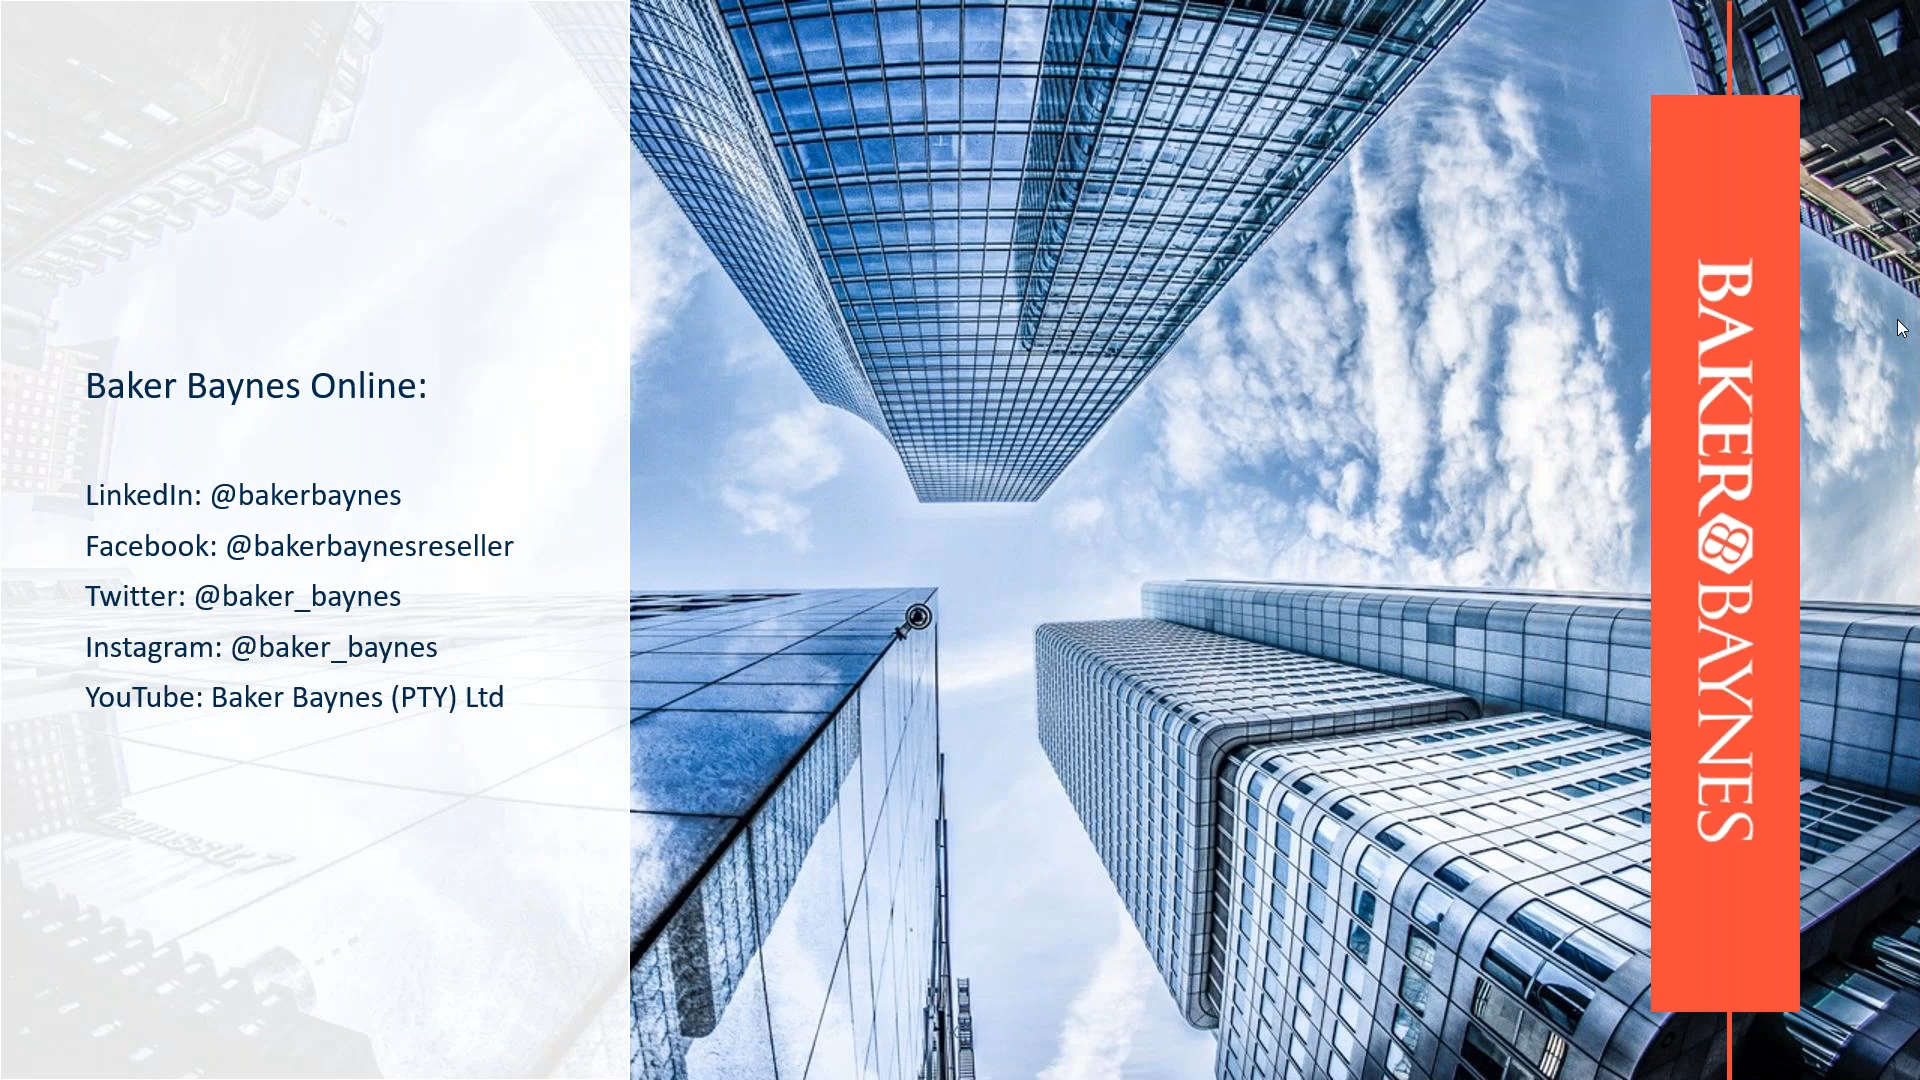 Baker Baynes Online:
LinkedIn: @bakerbaynes
Facebook: @bakerbaynesreseller
Twitter: @baker_baynes
Instagram: @baker_baynes
YouTube: Baker Baynes (PTY) Ltd
BAKER BAYNES